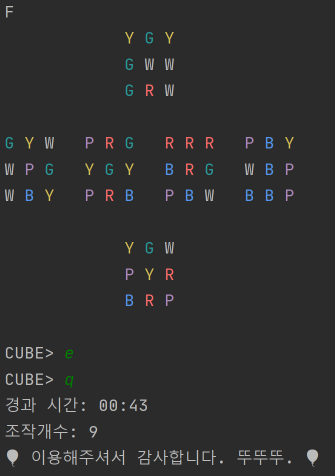 F
Y G Y
G W W
G R W
G Y W P R G R R R P B Y
W P G Y G Y B R G W B P
W B Y P R B P B W B B P
Y G W
P Y R
B R P
CUBE> e
CUBE> q
경과 시간: 00:43
조작개수: 9
이용해주셔서 감사합니다. 뚜뚜뚜.